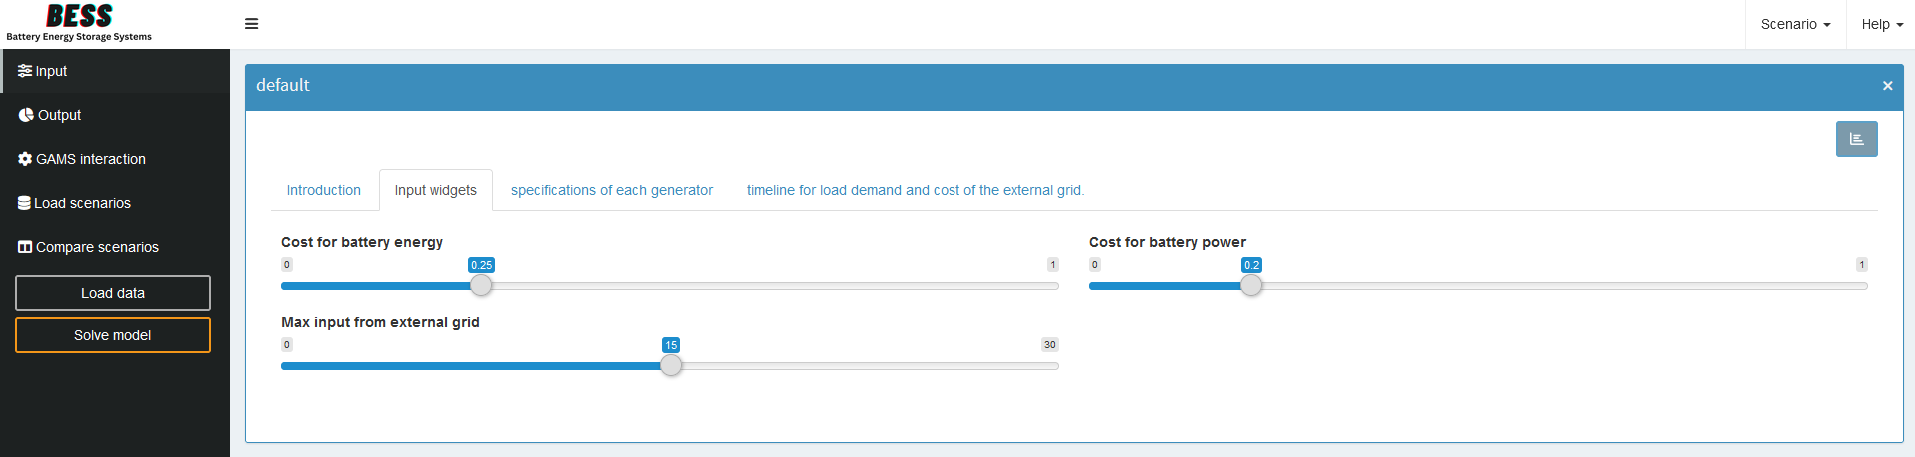 BESS
Battery Energy Storage Systems
Scenario
Help
Input
Output
GAMS interaction
Load scenarios
Compare scenarios
Load data
Solve model
default
Introduction
Input widgets
specifications of each generator
timeline for load demand and cost of the external grid.
Cost for battery energy
0
0.25
1
Cost for battery power
0
0.2
1
Max input from external grid
0
15
30